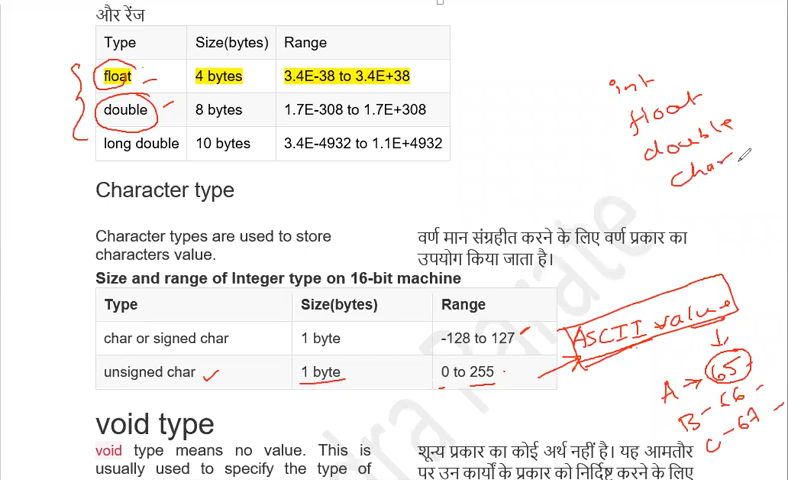 और रेंज
Type Size(bytes) Range
float 4 bytes 3.4E-38 to 3.4E+38
double 8 bytes 1.7E-308 to 1.7E+308
long double 10 bytes 3.4E-4932 to 1.1E+4932
int
float
double
char
Character type
Character types are used to store
characters value.
वर्ण मान संग्रहीत करने के लिए वर्ण प्रकार का
उपयोग किया जाता है।
Size and range of Integer type on 16-bit machine
Type Size(bytes) Range
char or signed char 1 byte -128 to 127
unsigned char 1 byte 0 to 255
ASCII value
A → 65
B - 66
C - 67
void type
void type means no value. This is
usually used to specify the type of
शून्य प्रकार का कोई अर्थ नहीं है। यह आमतौर
पर उन कार्यों के प्रकार को निर्दिष्ट करने के लिए